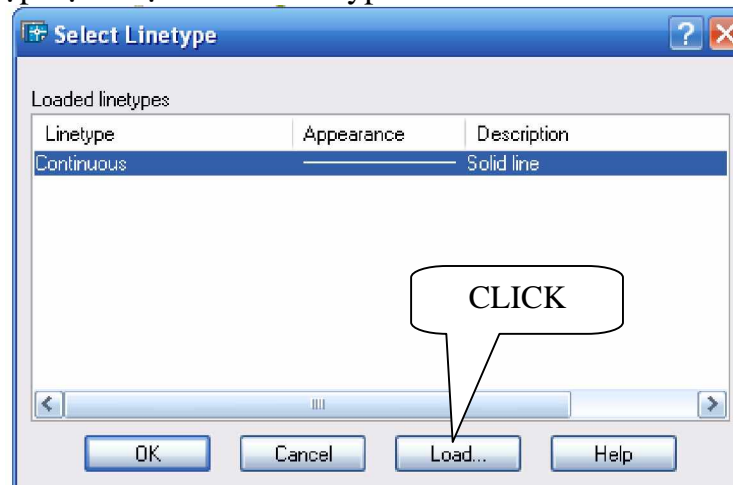 Select Linetype
Loaded linetypes
Linetype Appearance Description
Continuous Solid line
CLICK
OK Cancel Load... Help